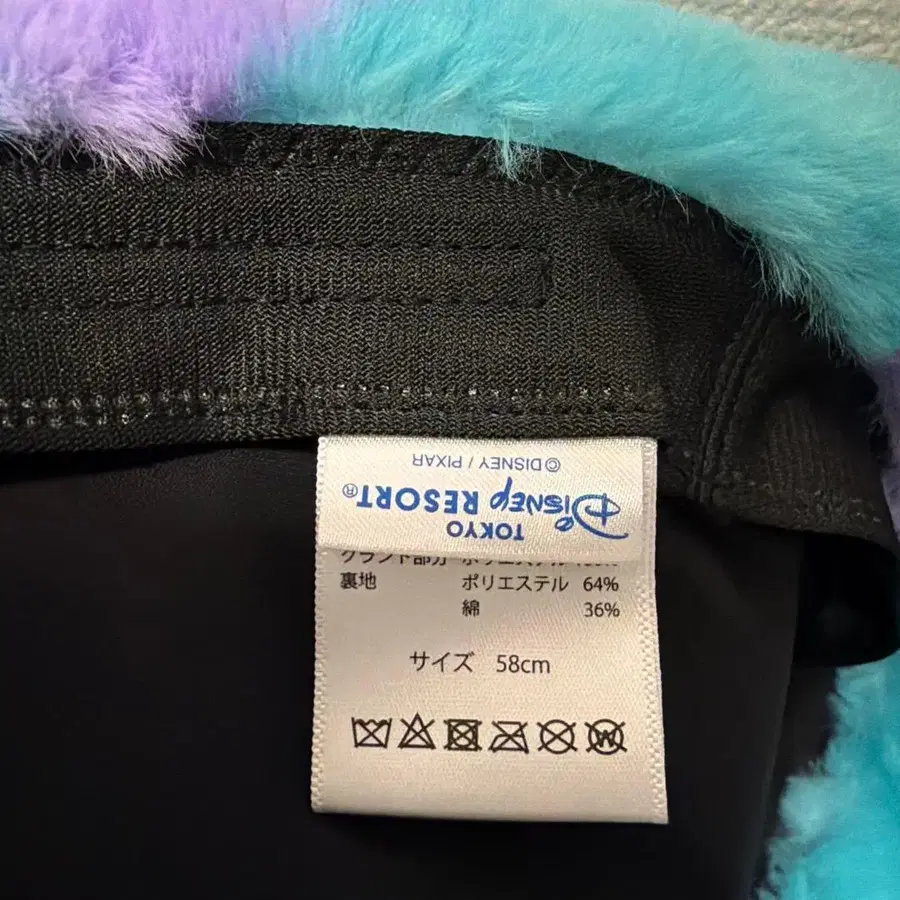 © DISNEY / PIXAR
Disney RESORT®
TOKYO
裏地 ポリエステル 64%
綿 36%
サイズ 58cm